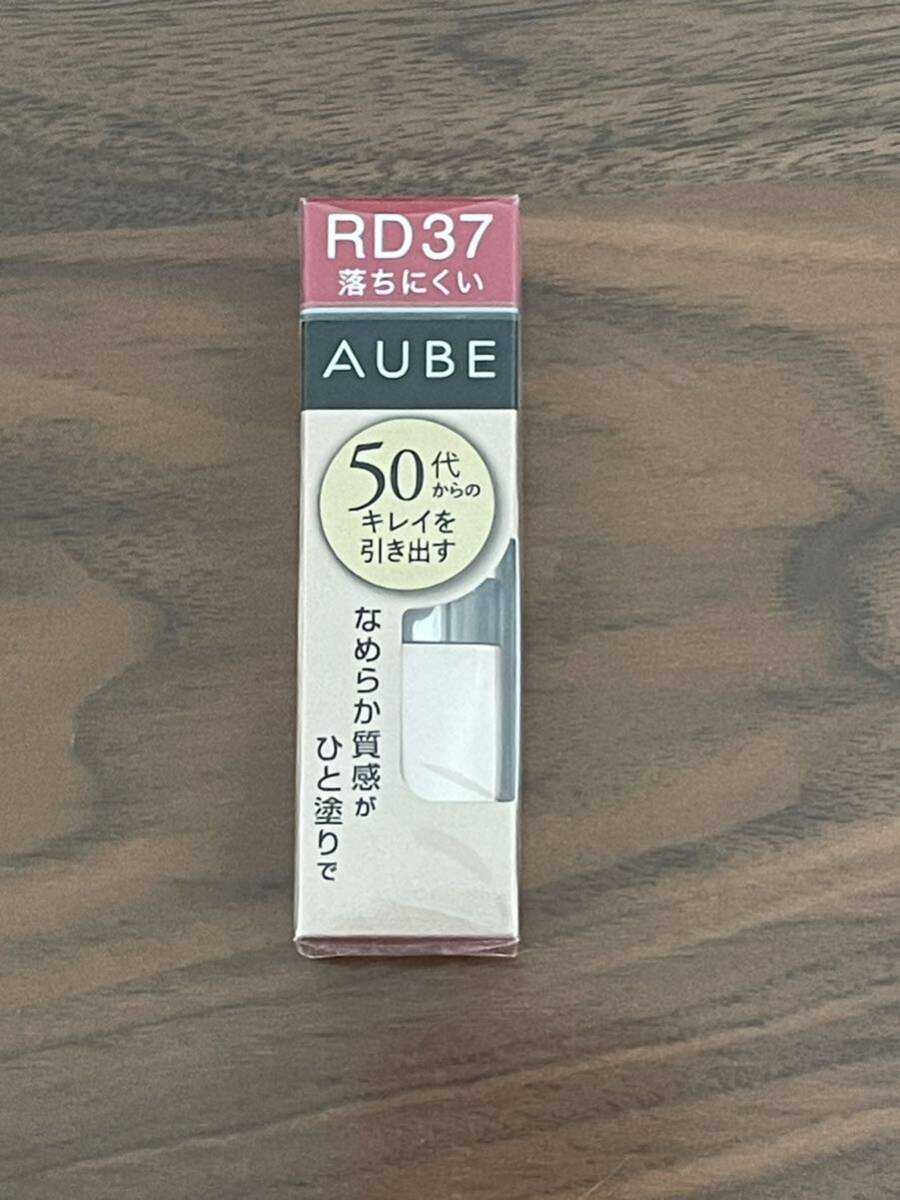 RD37
落ちにくい
AUBE
50代
からの
キレイを
引き出す
なめらか質感が
ひと塗りで